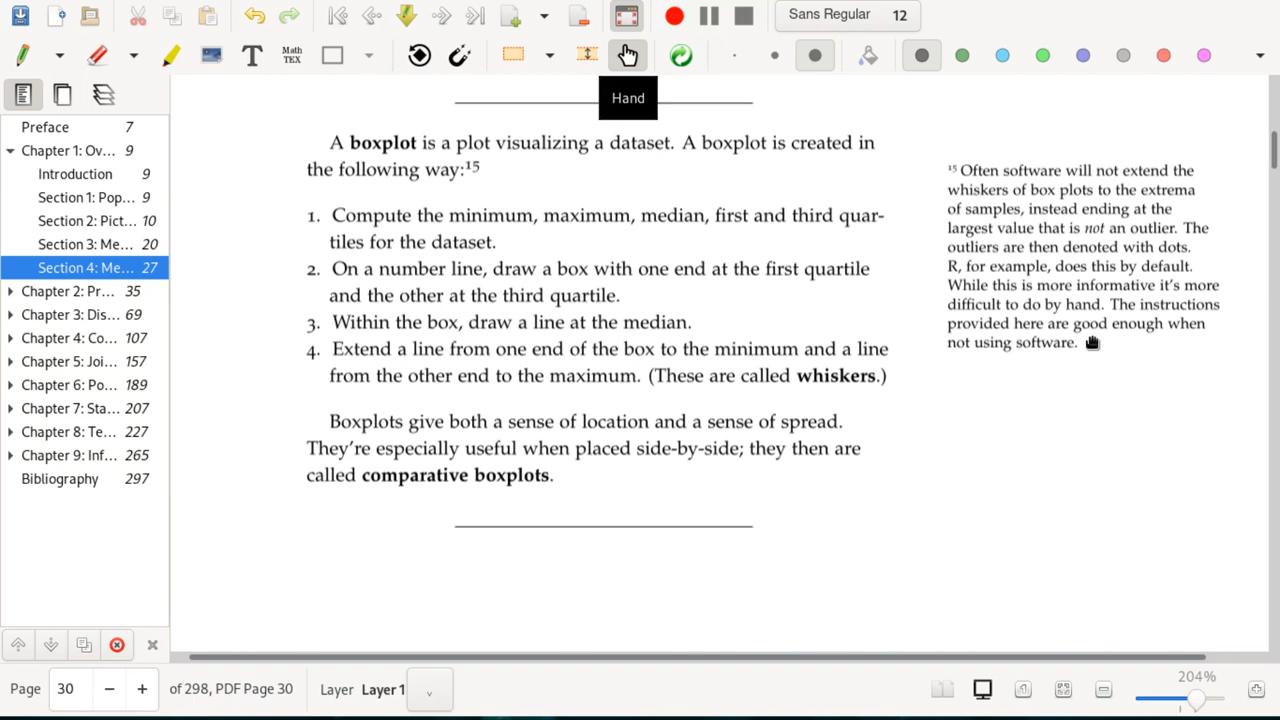 Sans Regular 12
T
Math
TEX
Hand
Preface 7
Chapter 1: Ov... 9
Introduction 9
Section 1: Pop... 9
Section 2: Pict... 10
Section 3: Me... 20
Section 4: Me... 27
Chapter 2: Pr... 35
Chapter 3: Dis... 69
Chapter 4: Co... 107
Chapter 5: Joi... 157
Chapter 6: Po... 189
Chapter 7: Sta... 207
Chapter 8: Te... 227
Chapter 9: Inf... 265
Bibliography 297
A boxplot is a plot visualizing a dataset. A boxplot is created in
the following way:¹⁵
1. Compute the minimum, maximum, median, first and third quar-
tiles for the dataset.
2. On a number line, draw a box with one end at the first quartile
and the other at the third quartile.
3. Within the box, draw a line at the median.
4. Extend a line from one end of the box to the minimum and a line
from the other end to the maximum. (These are called whiskers.)
Boxplots give both a sense of location and a sense of spread.
They're especially useful when placed side-by-side; they then are
called comparative boxplots.
¹⁵ Often software will not extend the
whiskers of box plots to the extrema
of samples, instead ending at the
largest value that is not an outlier. The
outliers are then denoted with dots.
R, for example, does this by default.
While this is more informative it's more
difficult to do by hand. The instructions
provided here are good enough when
not using software.
Page 30 of 298, PDF Page 30 Layer Layer 1 204%